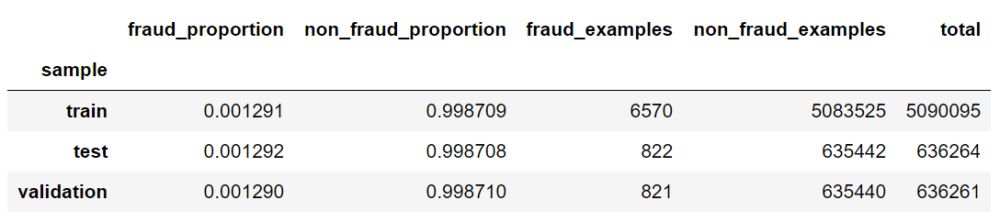 fraud_proportion non_fraud_proportion fraud_examples non_fraud_examples total
sample
train 0.001291 0.998709 6570 5083525 5090095
test 0.001292 0.998708 822 635442 636264
validation 0.001290 0.998710 821 635440 636261